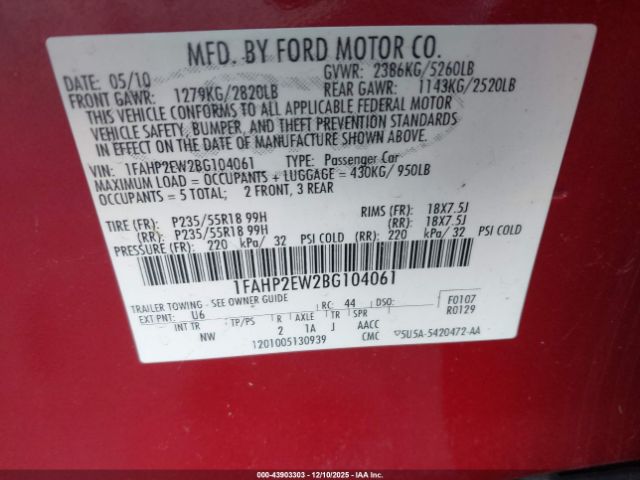 MFD. BY FORD MOTOR CO.
DATE: 05/10 GVWR: 2386KG/5260LB
FRONT GAWR: 1279KG/2820LB REAR GAWR: 1143KG/2520LB
THIS VEHICLE CONFORMS TO ALL APPLICABLE FEDERAL MOTOR
VEHICLE SAFETY, BUMPER, AND THEFT PREVENTION STANDARDS
IN EFFECT ON THE DATE OF MANUFACTURE SHOWN ABOVE.
VIN: 1FAHP2EW2BG104061 TYPE: Passenger Car
MAXIMUM LOAD = OCCUPANTS + LUGGAGE = 430KG/ 950LB
OCCUPANTS = 5 TOTAL; 2 FRONT, 3 REAR
TIRE (FR): P235/55R18 99H RIMS (FR): 18X7.5J
(RR): P235/55R18 99H (RR): 18X7.5J
PRESSURE (FR): 220 kPa/ 32 PSI COLD (RR): 220 kPa/ 32 PSI COLD
1FAHP2EW2BG104061
TRAILER TOWING - SEE OWNER GUIDE
EXT PNT: U6 RC: 44 DSO: F0107
INT TR TP/PS R AXLE TR SPR R0129
NW 2 1A J AACC
1201005130939 CMC 5U5A-5420472-AA
000-43903303 - 12/10/2025 - IAA Inc.